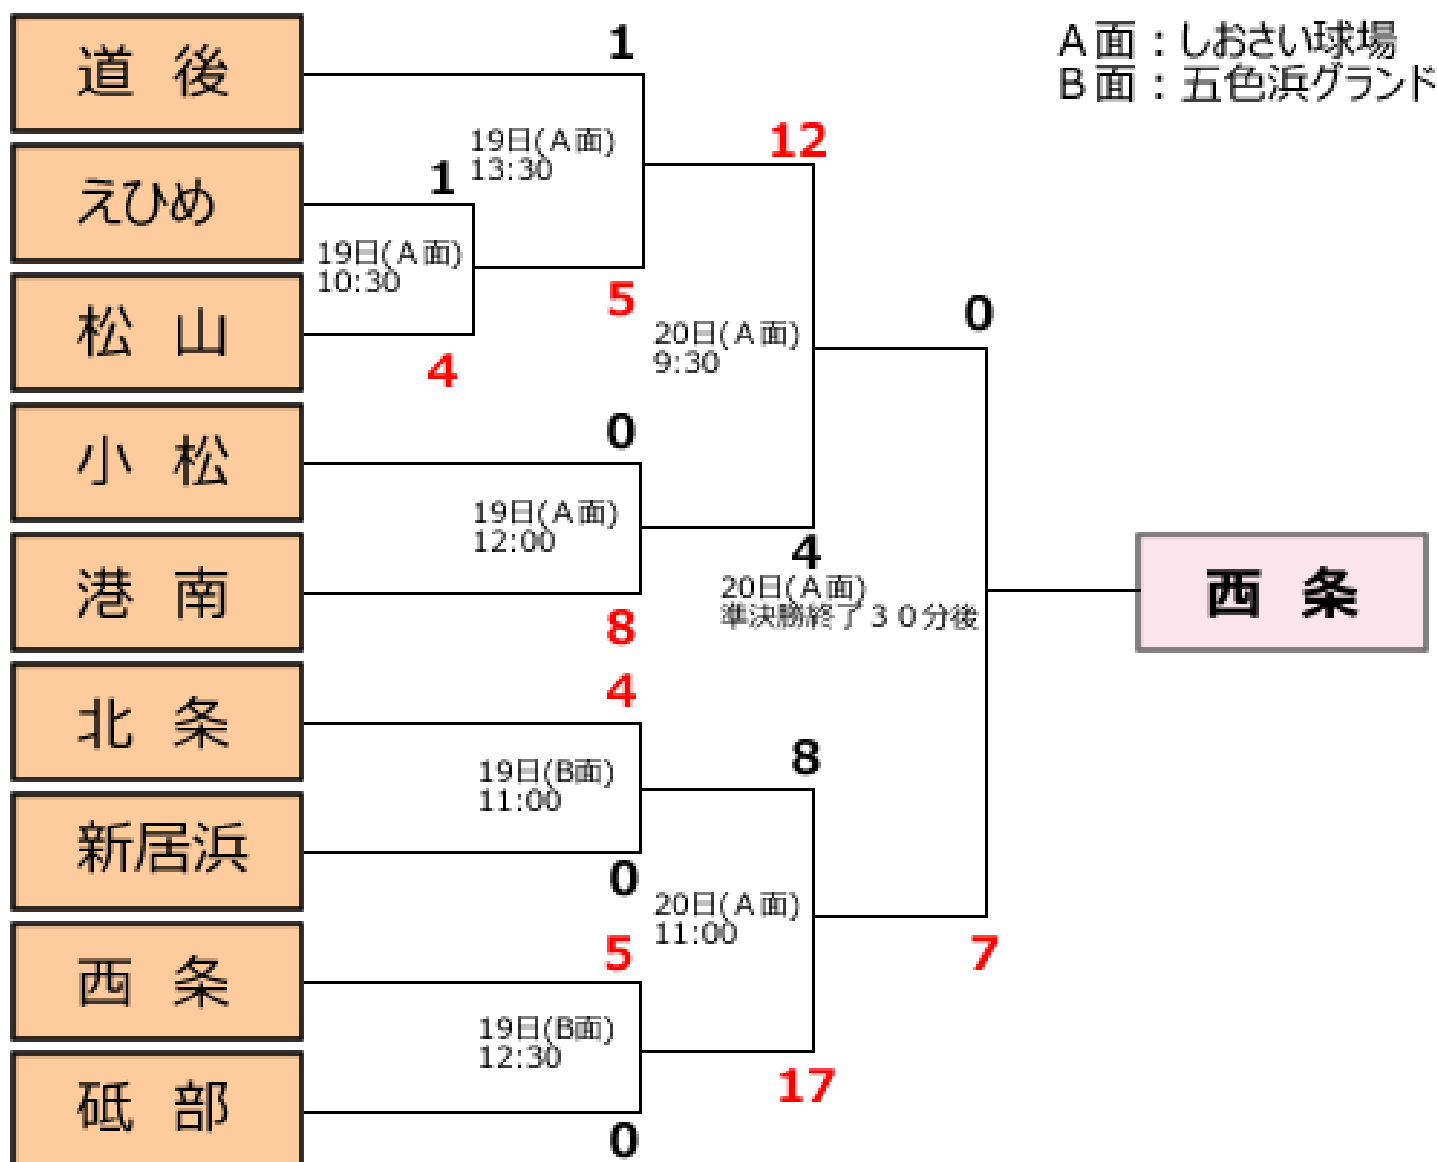 A面：しおさい球場
B面：五色浜グランド
道 後
1
19日(A面)
13:30
12
えひめ
1
19日(A面)
10:30
5
松 山
4
20日(A面)
9:30
0
小 松
0
19日(A面)
12:00
4
港 南
8
20日(A面)
準決勝終了３０分後
西 条
北 条
4
19日(B面)
11:00
8
新居浜
0
20日(A面)
11:00
7
西 条
5
19日(B面)
12:30
17
砥 部
0